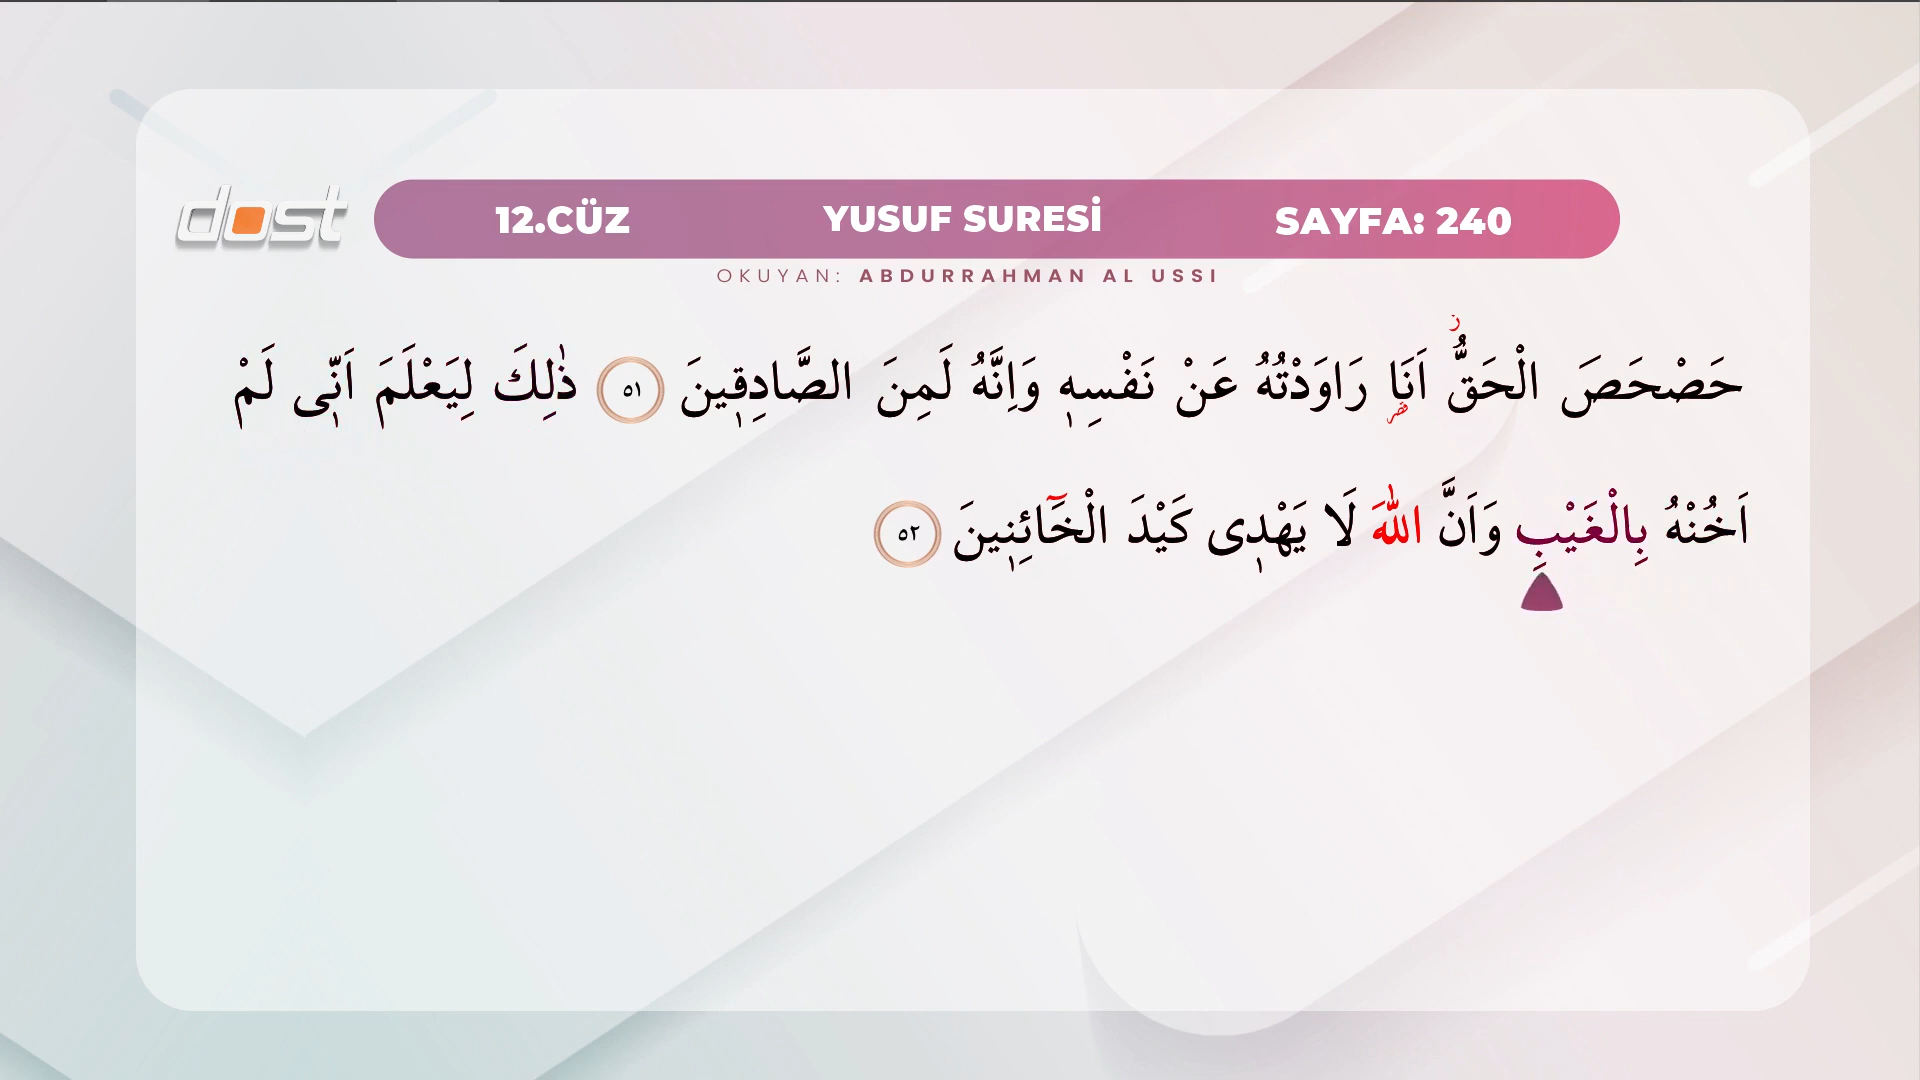 dost
12.CÜZ YUSUF SURESİ SAYFA: 240
OKUYAN: ABDURRAHMAN AL USSI
حَصْحَصَ الْحَقُّۘ اَنَا۬ رَاوَدْتُهُ عَنْ نَفْسِه۪ وَاِنَّهُ لَمِنَ الصَّادِق۪ينَ ٥١ ذٰلِكَ لِيَعْلَمَ اَنّ۪ى لَمْ
اَخُنْهُ بِالْغَيْبِ وَاَنَّ اللّٰهَ لَا يَهْد۪ى كَيْدَ الْخَٓائِن۪ينَ ٥٢